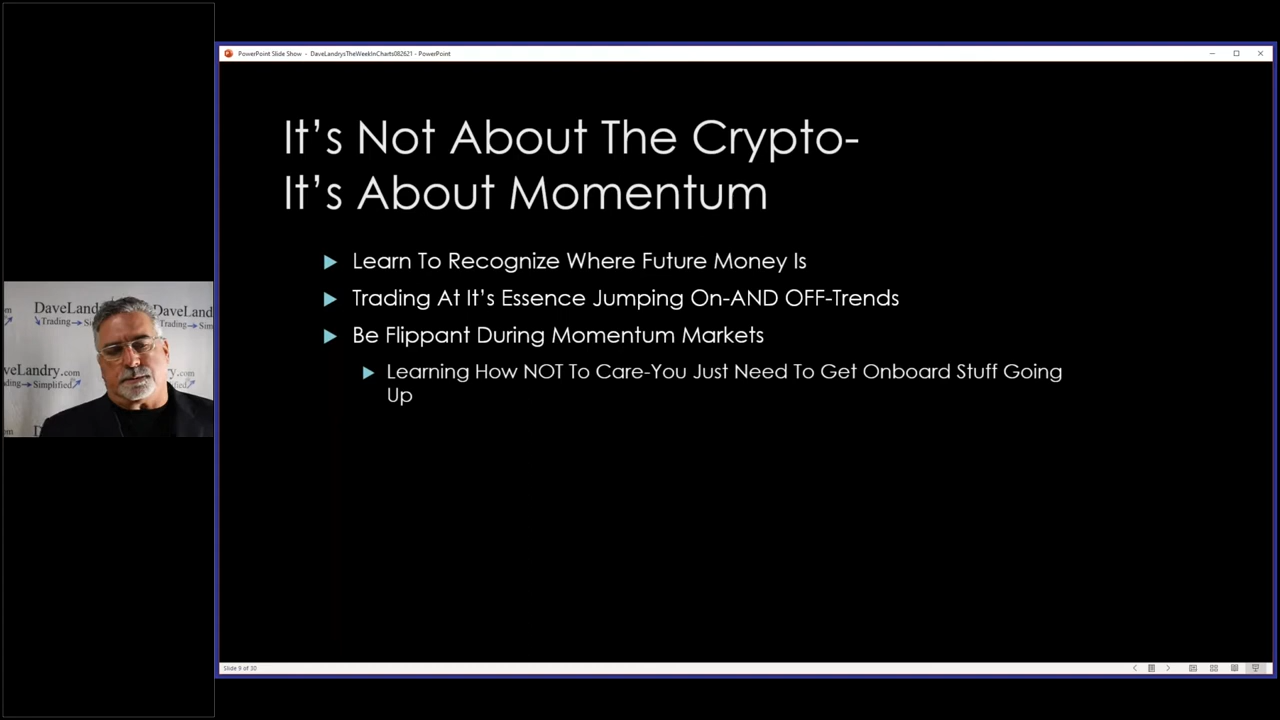 PowerPoint Slide Show - DaveLandrysTheWeekInCharts082621 - PowerPoint
It's Not About The Crypto-
It's About Momentum
Learn To Recognize Where Future Money Is
Trading At It's Essence Jumping On-AND OFF-Trends
Be Flippant During Momentum Markets
Learning How NOT To Care-You Just Need To Get Onboard Stuff Going
Up
DaveLand
DaveLandry.com
Trading
Trading - Simplified
veLandry.com
ding - Simplified
Slide 9 of 30